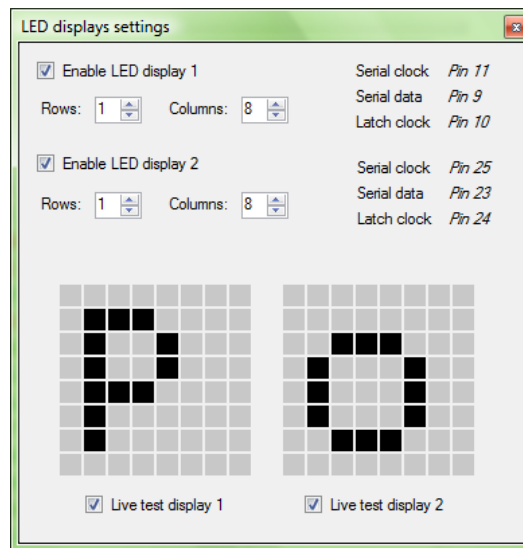 LED displays settings
Enable LED display 1
Serial clock Pin 11
Serial data Pin 9
Rows: 1 Columns: 8
Latch clock Pin 10
Enable LED display 2
Serial clock Pin 25
Serial data Pin 23
Rows: 1 Columns: 8
Latch clock Pin 24
P o
Live test display 1 Live test display 2